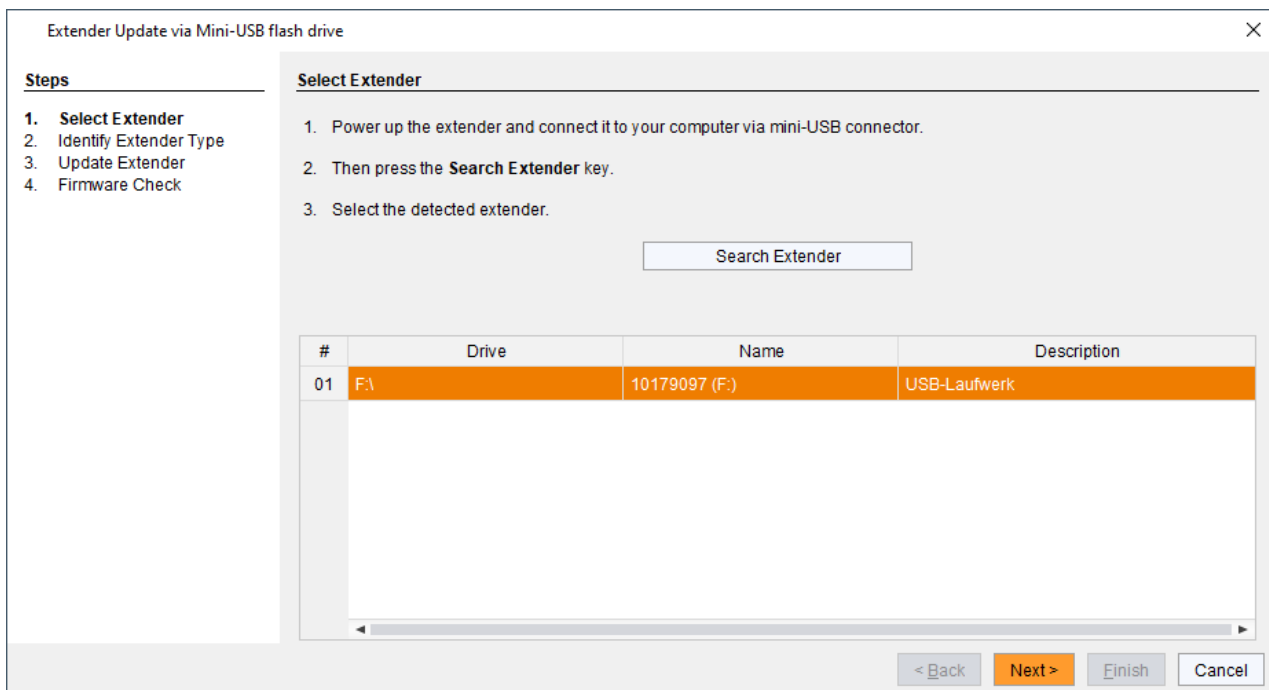 Extender Update via Mini-USB flash drive
Steps
1. Select Extender
2. Identify Extender Type
3. Update Extender
4. Firmware Check
Select Extender
1. Power up the extender and connect it to your computer via mini-USB connector.
2. Then press the Search Extender key.
3. Select the detected extender.
Search Extender
# Drive Name Description
01 F:\ 10179097 (F:) USB-Laufwerk
< Back Next > Finish Cancel